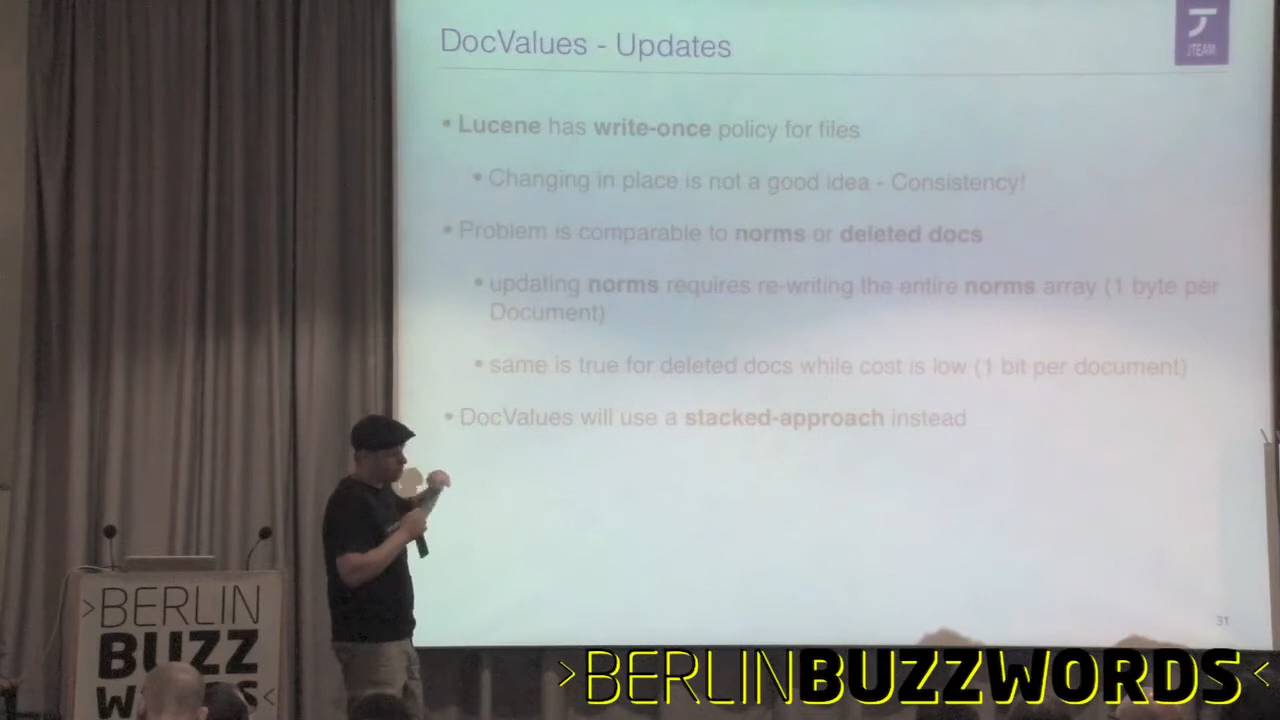 DocValues - Updates
JTEAM
• Lucene has write-once policy for files
• Changing in place is not a good idea - Consistency!
• Problem is comparable to norms or deleted docs
• updating norms requires re-writing the entire norms array (1 byte per
Document)
• same is true for deleted docs while cost is low (1 bit per document)
• DocValues will use a stacked-approach instead
31
>BERLIN
BUZZ
>BERLINBUZZWORDS<